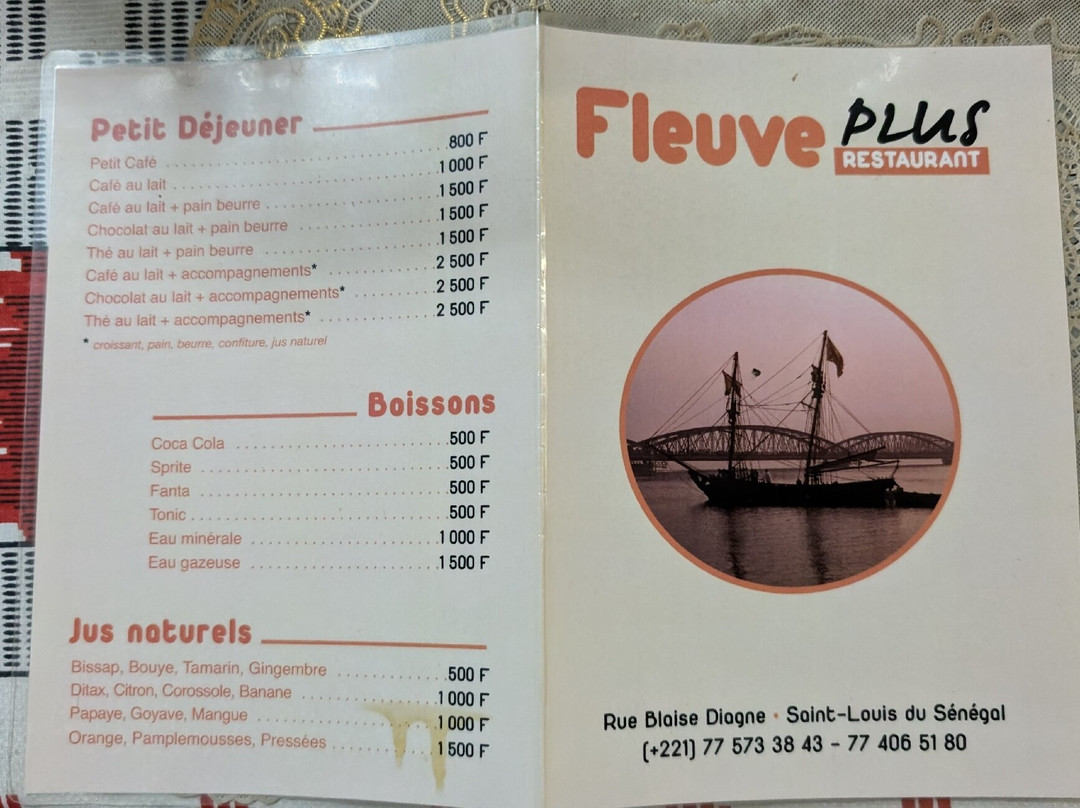 Petit Déjeuner
Petit Café 800 F
Café au lait 1 000 F
Café au lait + pain beurre 1 500 F
Chocolat au lait + pain beurre 1 500 F
Thé au lait + pain beurre 1 500 F
Café au lait + accompagnements* 2 500 F
Chocolat au lait + accompagnements* 2 500 F
Thé au lait + accompagnements* 2 500 F
* croissant, pain, beurre, confiture, jus naturel
Boissons
Coca Cola 500 F
Sprite 500 F
Fanta 500 F
Tonic 500 F
Eau minérale 1 000 F
Eau gazeuse 1 500 F
Jus naturels
Bissap, Bouye, Tamarin, Gingembre 500 F
Ditax, Citron, Corossole, Banane 1 000 F
Papaye, Goyave, Mangue 1 000 F
Orange, Pamplemousses, Pressées 1 500 F
Fleuve PLUS
RESTAURANT
Rue Blaise Diagne • Saint-Louis du Sénégal
(+221) 77 573 38 43 - 77 406 51 80